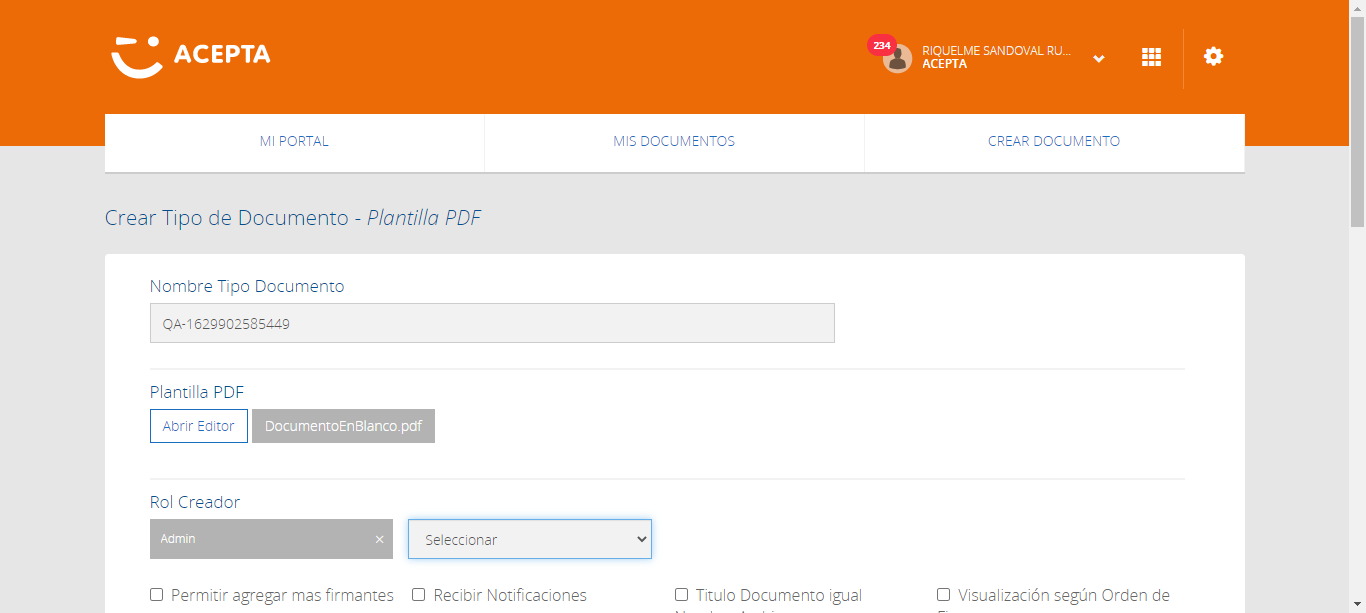 ACEPTA
234
RIQUELME SANDOVAL RU...
ACEPTA
MI PORTAL
MIS DOCUMENTOS
CREAR DOCUMENTO
Crear Tipo de Documento - Plantilla PDF
Nombre Tipo Documento
QA-1629902585449
Plantilla PDF
Abrir Editor
DocumentoEnBlanco.pdf
Rol Creador
Admin ×
Seleccionar
Permitir agregar mas firmantes
Recibir Notificaciones
Titulo Documento igual
Visualización según Orden de